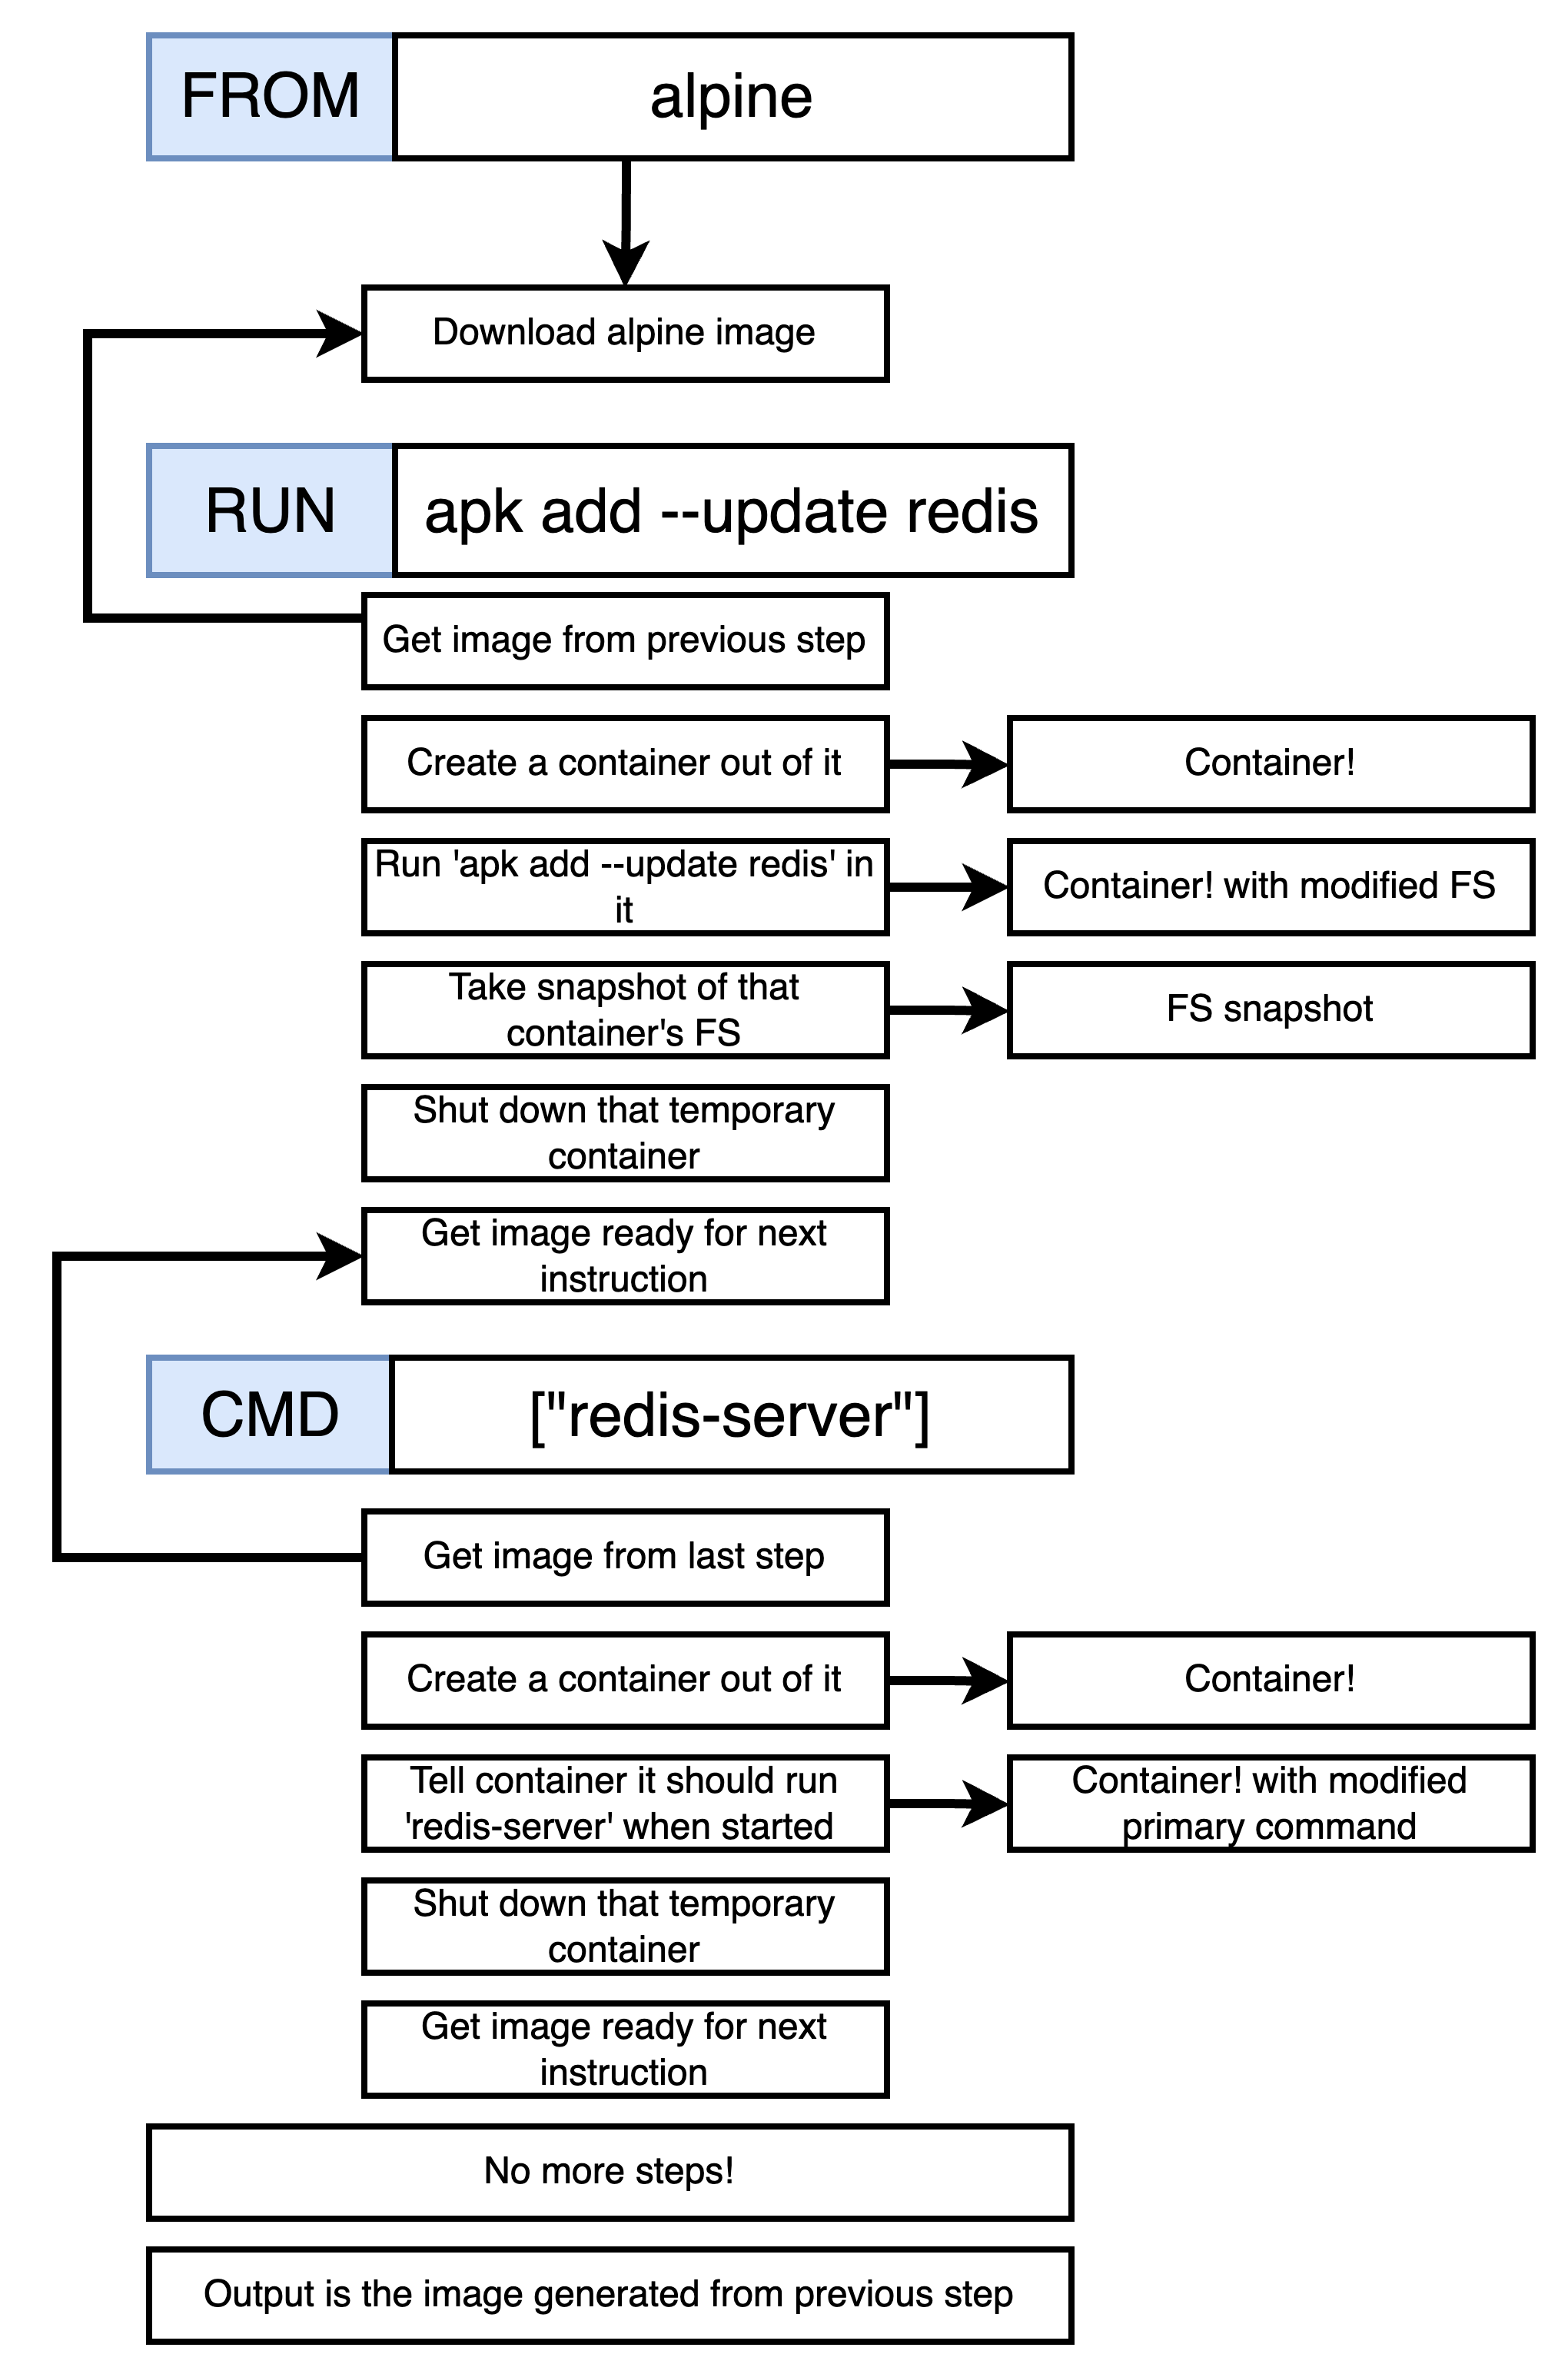 FROM
alpine
Download alpine image
RUN
apk add --update redis
Get image from previous step
Create a container out of it
Container!
Run 'apk add --update redis' in
it
Container! with modified FS
Take snapshot of that
container's FS
FS snapshot
Shut down that temporary
container
Get image ready for next
instruction
CMD
["redis-server"]
Get image from last step
Create a container out of it
Container!
Tell container it should run
'redis-server' when started
Container! with modified
primary command
Shut down that temporary
container
Get image ready for next
instruction
No more steps!
Output is the image generated from previous step